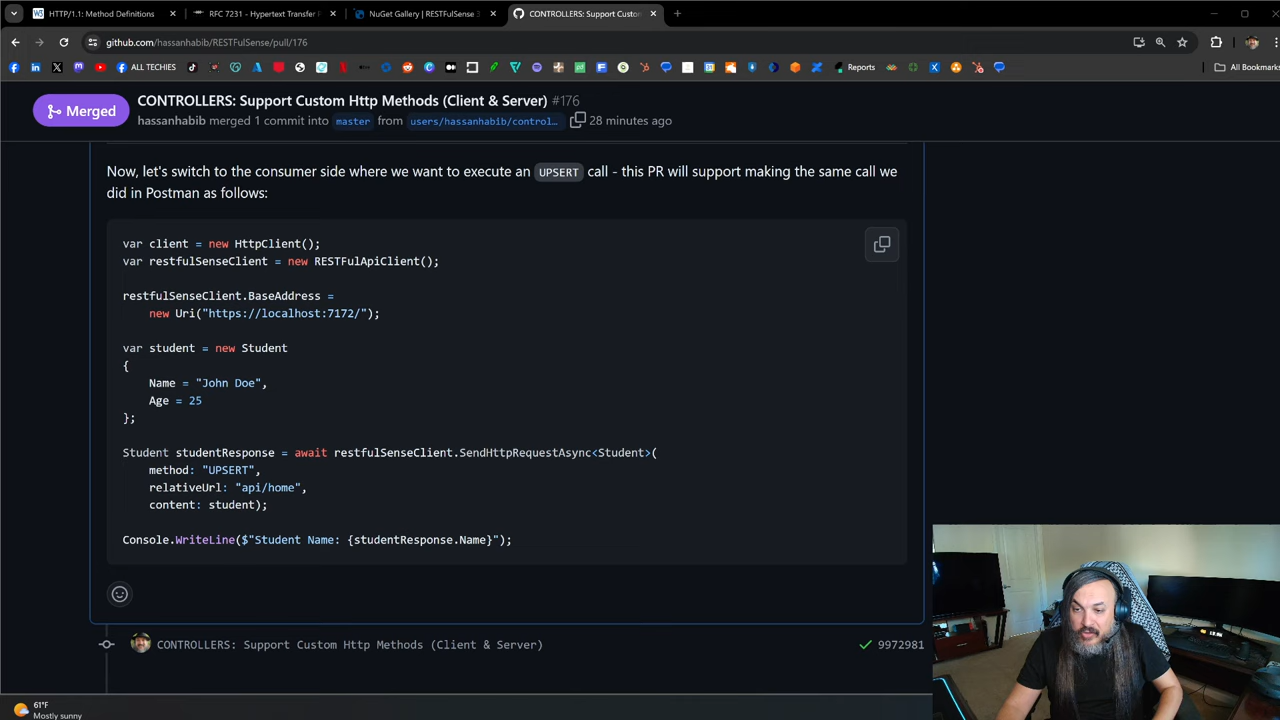 HTTP/1.1: Method Definitions
RFC 7231 - Hypertext Transfer
NuGet Gallery | RESTFulSense 3
CONTROLLERS: Support Custom
github.com/hassanhabib/RESTFulSense/pull/176
ALL TECHIES
Reports
All Bookmarks
Merged
CONTROLLERS: Support Custom Http Methods (Client & Server) #176
hassanhabib merged 1 commit into master from users/hassanhabib/control... 28 minutes ago
Now, let's switch to the consumer side where we want to execute an UPSERT call - this PR will support making the same call we
did in Postman as follows:
var client = new HttpClient();
var restfulSenseClient = new RESTFulApiClient();
restfulSenseClient.BaseAddress =
new Uri("https://localhost:7172/");
var student = new Student
{
Name = "John Doe",
Age = 25
};
Student studentResponse = await restfulSenseClient.SendHttpRequestAsync<Student>(
method: "UPSERT",
relativeUrl: "api/home",
content: student);
Console.WriteLine($"Student Name: {studentResponse.Name}");
CONTROLLERS: Support Custom Http Methods (Client & Server)
9972981
61°F
Mostly sunny